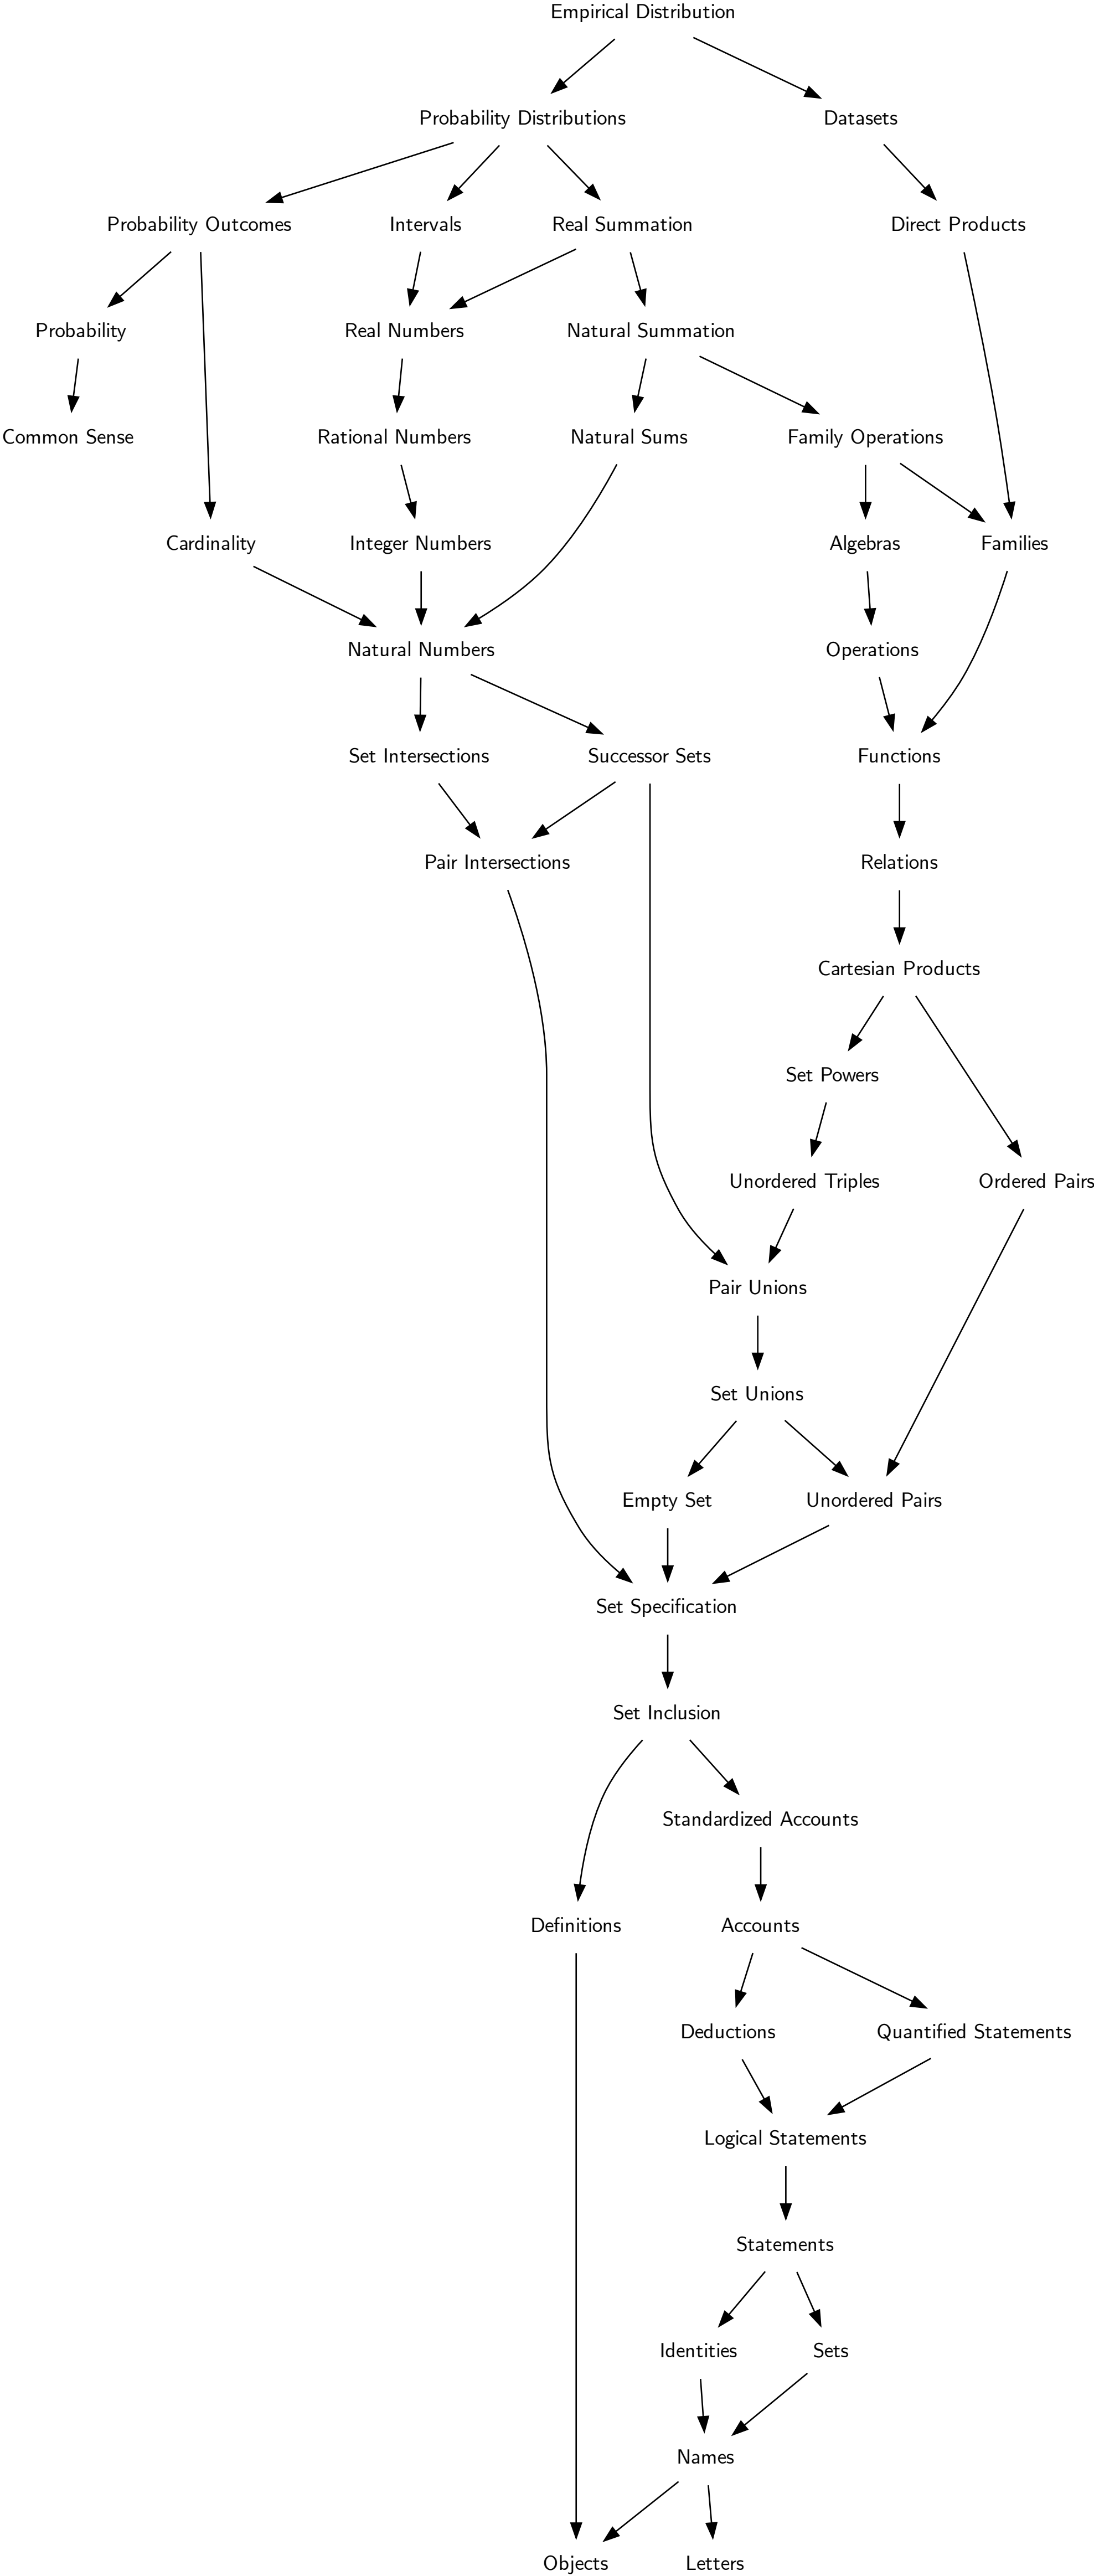 Empirical Distribution
Probability Distributions
Datasets
Probability Outcomes
Intervals
Real Summation
Direct Products
Probability
Real Numbers
Natural Summation
Common Sense
Rational Numbers
Natural Sums
Family Operations
Cardinality
Integer Numbers
Algebras
Families
Natural Numbers
Operations
Set Intersections
Successor Sets
Functions
Pair Intersections
Relations
Cartesian Products
Set Powers
Unordered Triples
Ordered Pairs
Pair Unions
Set Unions
Empty Set
Unordered Pairs
Set Specification
Set Inclusion
Standardized Accounts
Definitions
Accounts
Deductions
Quantified Statements
Logical Statements
Statements
Identities
Sets
Names
Objects
Letters